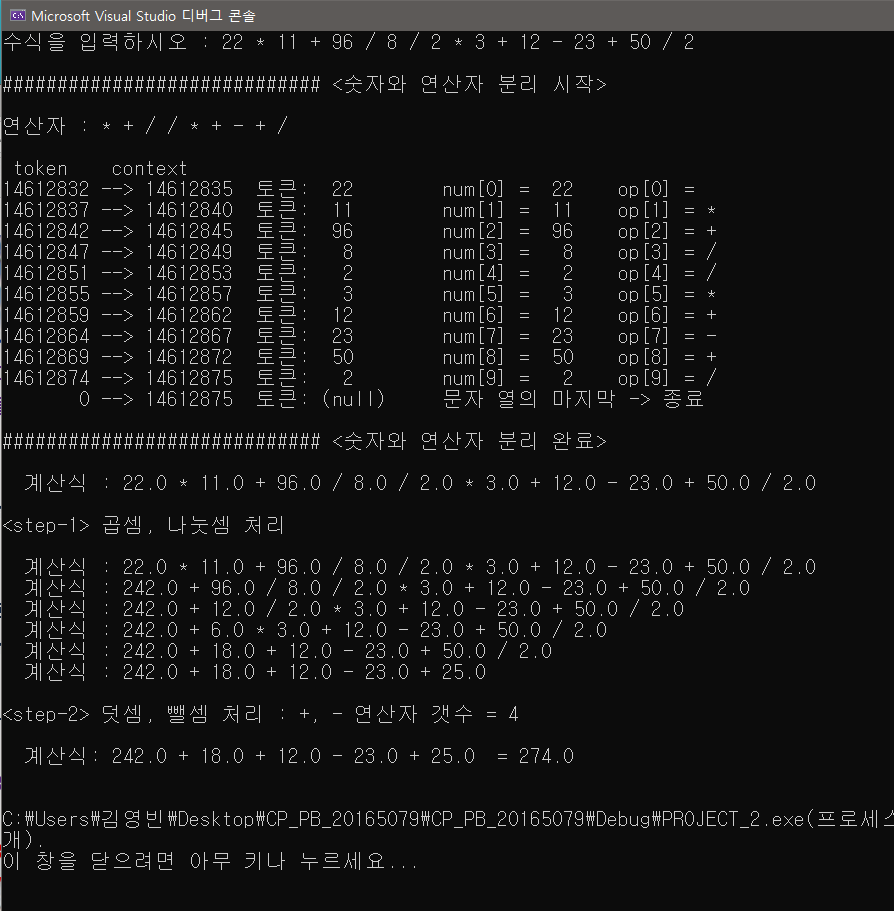 Microsoft Visual Studio 디버그 콘솔
수식을 입력하시오 : 22 * 11 + 96 / 8 / 2 * 3 + 12 - 23 + 50 / 2
############################# <숫자와 연산자 분리 시작>
연산자 : * + / / * + - + /
token    context
14612832 --> 14612835  토큰:  22        num[0] =  22    op[0] =
14612837 --> 14612840  토큰:  11        num[1] =  11    op[1] = *
14612842 --> 14612845  토큰:  96        num[2] =  96    op[2] = +
14612847 --> 14612849  토큰:   8        num[3] =   8    op[3] = /
14612851 --> 14612853  토큰:   2        num[4] =   2    op[4] = /
14612855 --> 14612857  토큰:   3        num[5] =   3    op[5] = *
14612859 --> 14612862  토큰:  12        num[6] =  12    op[6] = +
14612864 --> 14612867  토큰:  23        num[7] =  23    op[7] = -
14612869 --> 14612872  토큰:  50        num[8] =  50    op[8] = +
14612874 --> 14612875  토큰:   2        num[9] =   2    op[9] = /
0 --> 14612875  토큰: (null)     문자 열의 마지막 -> 종료
############################# <숫자와 연산자 분리 완료>
계산식 : 22.0 * 11.0 + 96.0 / 8.0 / 2.0 * 3.0 + 12.0 - 23.0 + 50.0 / 2.0
<step-1> 곱셈, 나눗셈 처리
계산식 : 22.0 * 11.0 + 96.0 / 8.0 / 2.0 * 3.0 + 12.0 - 23.0 + 50.0 / 2.0
계산식 : 242.0 + 96.0 / 8.0 / 2.0 * 3.0 + 12.0 - 23.0 + 50.0 / 2.0
계산식 : 242.0 + 12.0 / 2.0 * 3.0 + 12.0 - 23.0 + 50.0 / 2.0
계산식 : 242.0 + 6.0 * 3.0 + 12.0 - 23.0 + 50.0 / 2.0
계산식 : 242.0 + 18.0 + 12.0 - 23.0 + 50.0 / 2.0
계산식 : 242.0 + 18.0 + 12.0 - 23.0 + 25.0
<step-2> 덧셈, 뺄셈 처리 : +, - 연산자 갯수 = 4
계산식: 242.0 + 18.0 + 12.0 - 23.0 + 25.0  = 274.0
C:₩Users₩김영빈₩Desktop₩CP_PB_20165079₩CP_PB_20165079₩Debug₩PROJECT_2.exe(프로세스
개).
이 창을 닫으려면 아무 키나 누르세요...